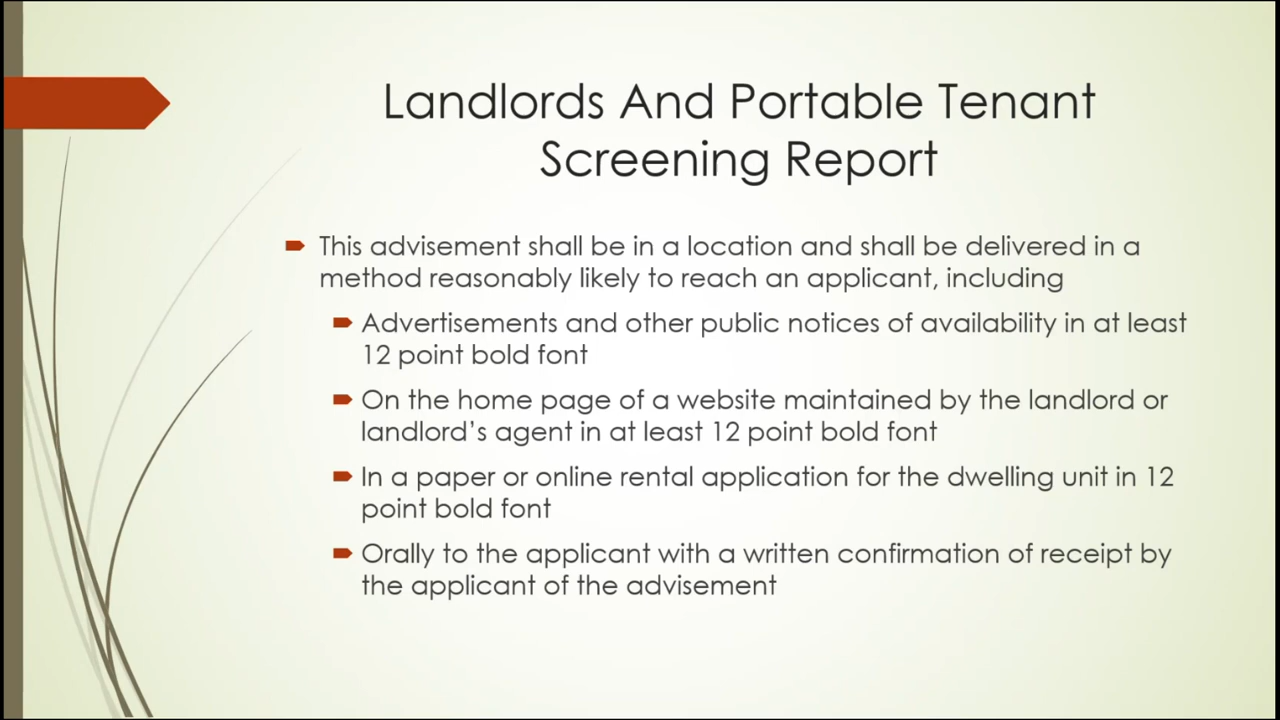 Landlords And Portable Tenant
Screening Report
This advisement shall be in a location and shall be delivered in a
method reasonably likely to reach an applicant, including
Advertisements and other public notices of availability in at least
12 point bold font
On the home page of a website maintained by the landlord or
landlord’s agent in at least 12 point bold font
In a paper or online rental application for the dwelling unit in 12
point bold font
Orally to the applicant with a written confirmation of receipt by
the applicant of the advisement